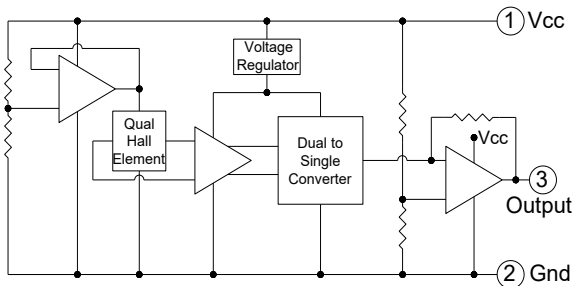 1 Vcc
Voltage
Regulator
Qual
Hall
Element
Dual to
Single
Converter
Vcc
3
Output
2 Gnd